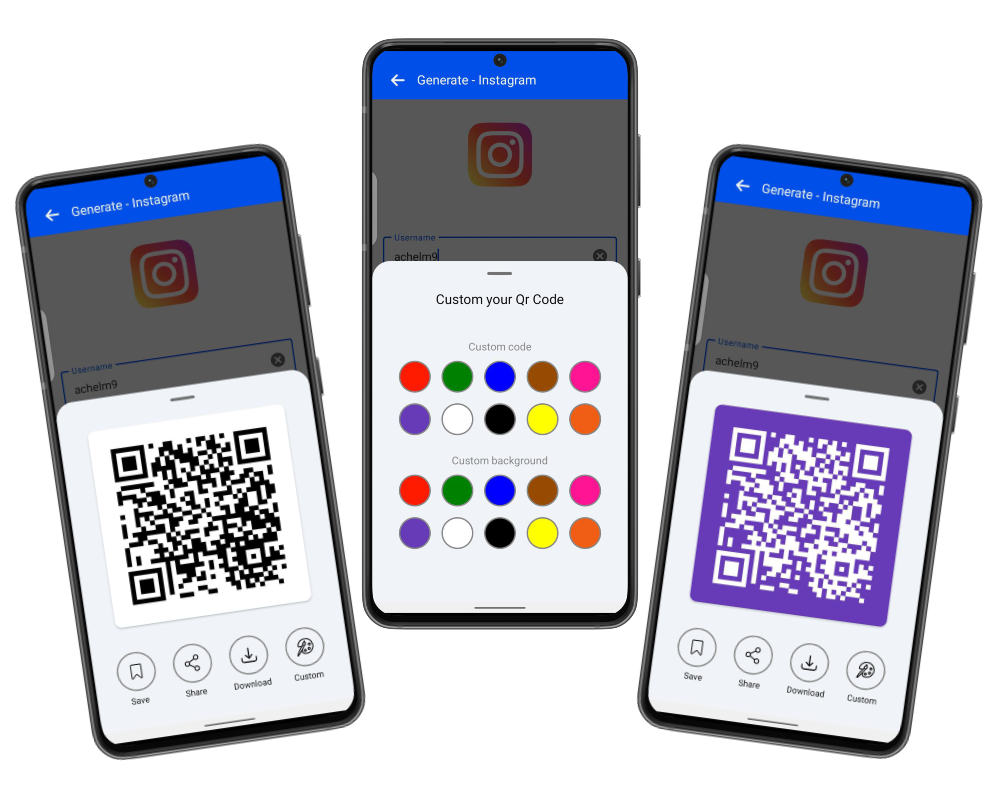 Generate - Instagram
Username
achelm9
Save
Share
Download
Custom
Generate - Instagram
Username
achelm9
Custom your Qr Code
Custom code
Custom background
Generate - Instagram
Username
achelm9
Save
Share
Download
Custom